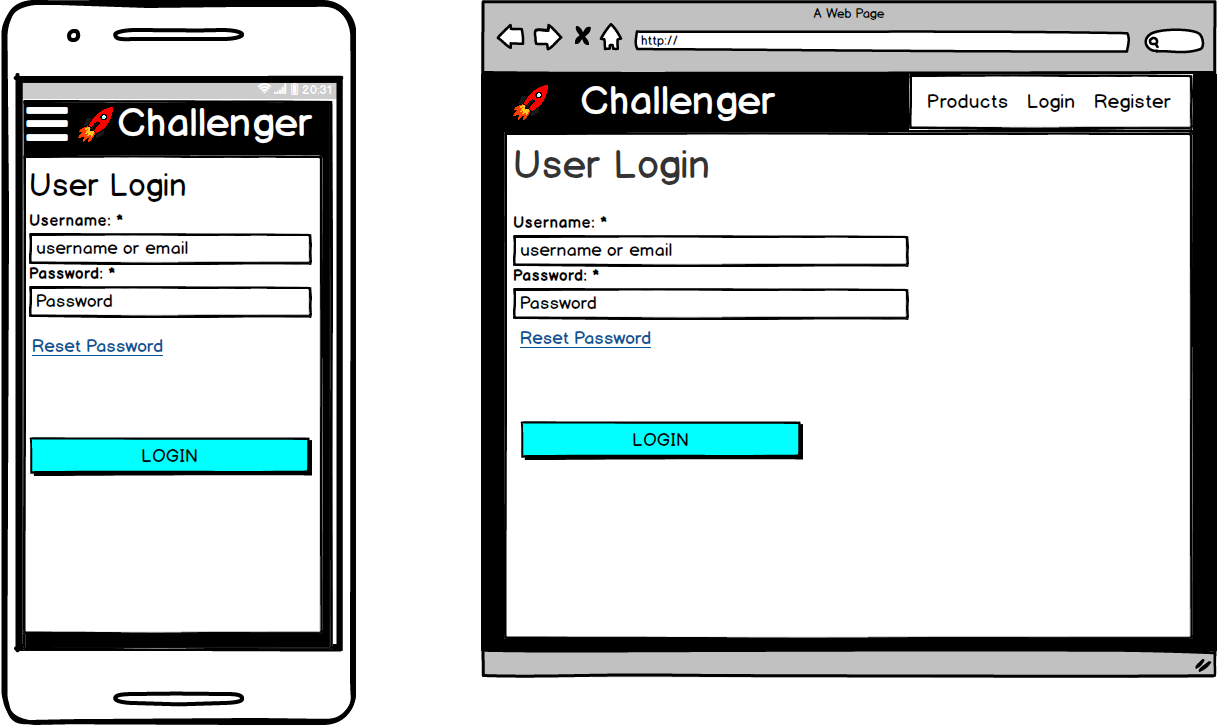 20:31
Challenger
User Login
Username: *
username or email
Password: *
Password
Reset Password
LOGIN
A Web Page
http://
Challenger
Products Login Register
User Login
Username: *
username or email
Password: *
Password
Reset Password
LOGIN